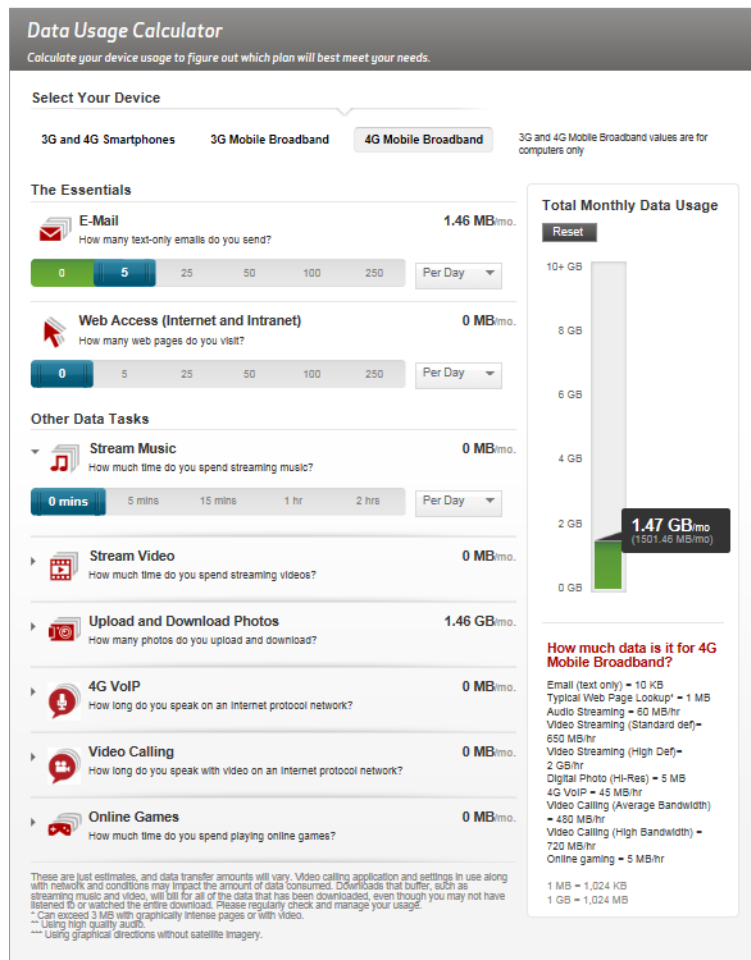 Data Usage Calculator
Calculate your device usage to figure out which plan will best meet your needs.
Select Your Device
3G and 4G Smartphones
3G Mobile Broadband
4G Mobile Broadband
3G and 4G Mobile Broadband values are for
computers only
The Essentials
E-Mail
1.46 MB/mo.
How many text-only emails do you send?
0 5 25 50 100 250 Per Day
Web Access (Internet and Intranet)
0 MB/mo.
How many web pages do you visit?
0 5 25 50 100 250 Per Day
Other Data Tasks
Stream Music
0 MB/mo.
How much time do you spend streaming music?
0 mins 5 mins 15 mins 1 hr 2 hrs Per Day
Stream Video
0 MB/mo.
How much time do you spend streaming videos?
Upload and Download Photos
1.46 GB/mo.
How many photos do you upload and download?
4G VoIP
0 MB/mo.
How long do you speak on an internet protocol network?
Video Calling
0 MB/mo.
How long do you speak with video on an internet protocol network?
Online Games
0 MB/mo.
How much time do you spend playing online games?
These are just estimates, and data transfer amounts will vary. Video calling application and settings in use along
with network and conditions may impact the amount of data consumed. Downloads that buffer, such as
streaming music and video, will bill for all of the data that has been downloaded, even though you may not have
listened to or watched the entire download. Please regularly check and manage your usage.
* Can exceed 3 MB with graphically intense pages or with video.
** Using high quality audio.
*** Using graphical directions without satellite imagery.
Total Monthly Data Usage
Reset
10+ GB
8 GB
6 GB
4 GB
2 GB
1.47 GB/mo
(1501.46 MB/mo)
0 GB
How much data is it for 4G
Mobile Broadband?
Email (text only) = 10 KB
Typical Web Page Lookup* = 1 MB
Audio Streaming = 60 MB/hr
Video Streaming (Standard def)=
650 MB/hr
Video Streaming (High Def)=
2 GB/hr
Digital Photo (Hi-Res) = 5 MB
4G VoIP = 45 MB/hr
Video Calling (Average Bandwidth)
= 480 MB/hr
Video Calling (High Bandwidth) =
720 MB/hr
Online gaming = 5 MB/hr
1 MB = 1,024 KB
1 GB = 1,024 MB